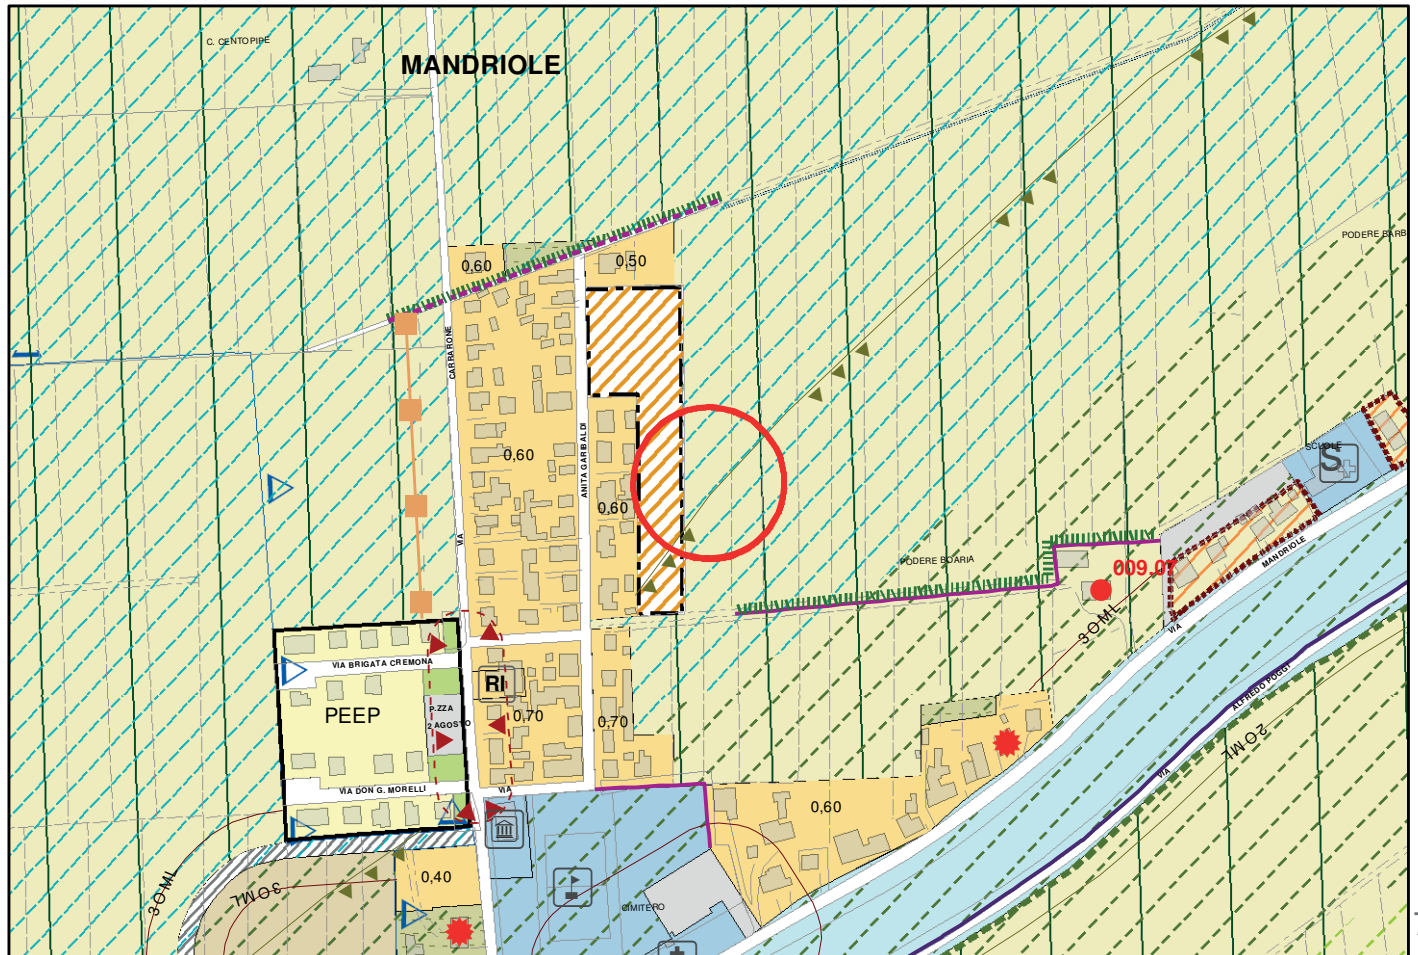 C. CENTOPIPE
MANDRIOLE
PODERE BARB
0,60
0,50
CARRARONE
VIA
ANITA GARIBALDI
0,60
0,60
SCUOLE
S
PODERE BOARIA
009.07
MANDRIOLE
VIA
30ML
VIA BRIGATA CREMONA
RI
PEEP
P.ZZA
2 AGOSTO
0,70
0,70
ALFREDO POGGI
VIA
20ML
VIA DON G. MORELLI
VIA
0,60
0,40
30ML
30ML
CIMITERO